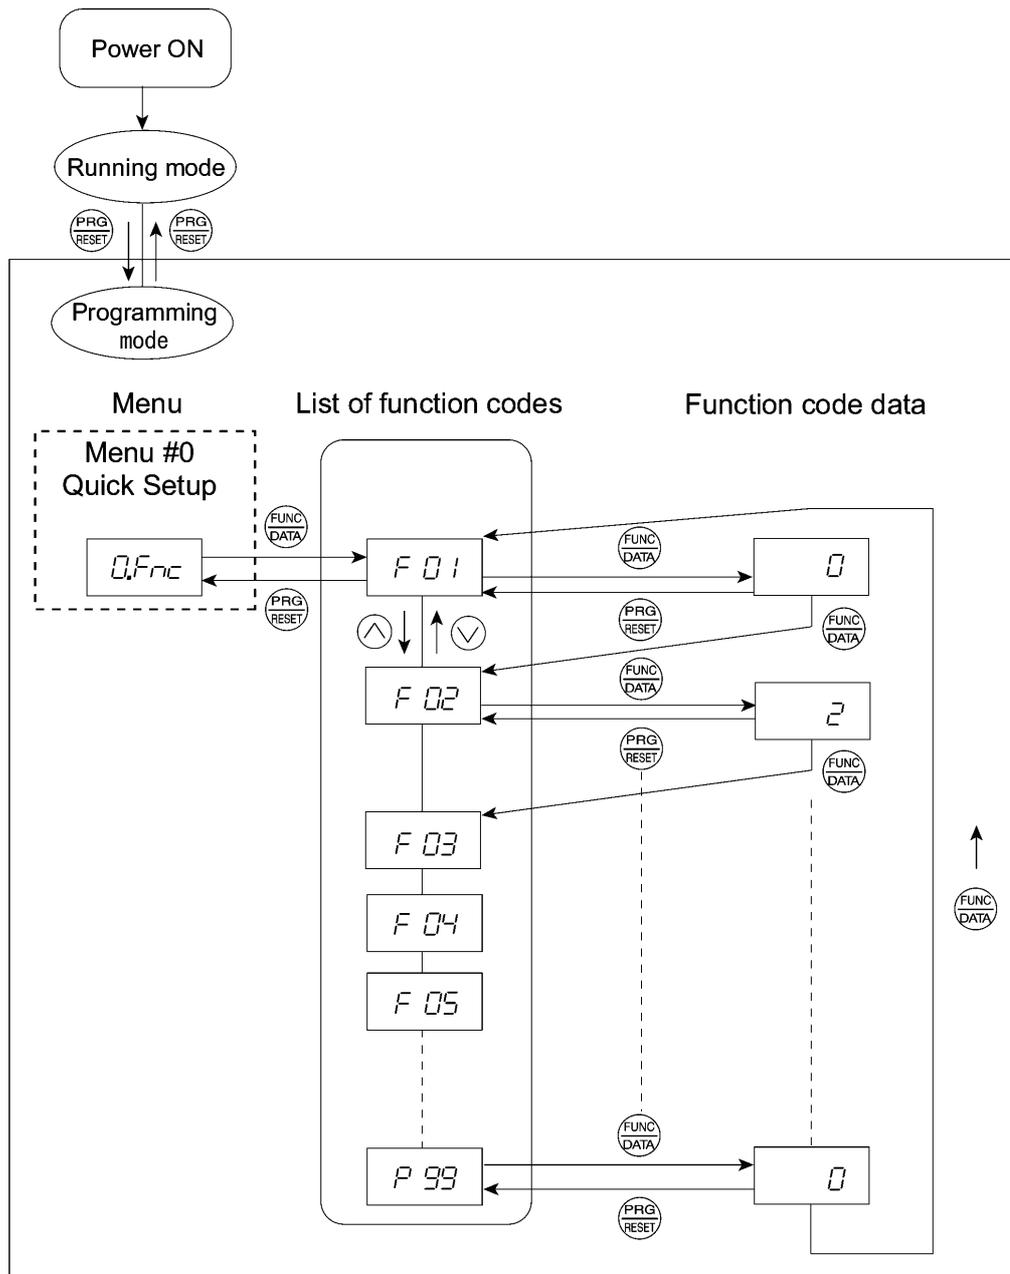 Power ON
Running mode
PRG
RESET
PRG
RESET
Programming
mode
Menu
List of function codes
Function code data
Menu #0
Quick Setup
FUNC
DATA
0.Fnc
PRG
RESET
F 01
FUNC
DATA
0
PRG
RESET
FUNC
DATA
F 02
FUNC
DATA
2
PRG
RESET
FUNC
DATA
F 03
F 04
FUNC
DATA
F 05
FUNC
DATA
P 99
0
PRG
RESET